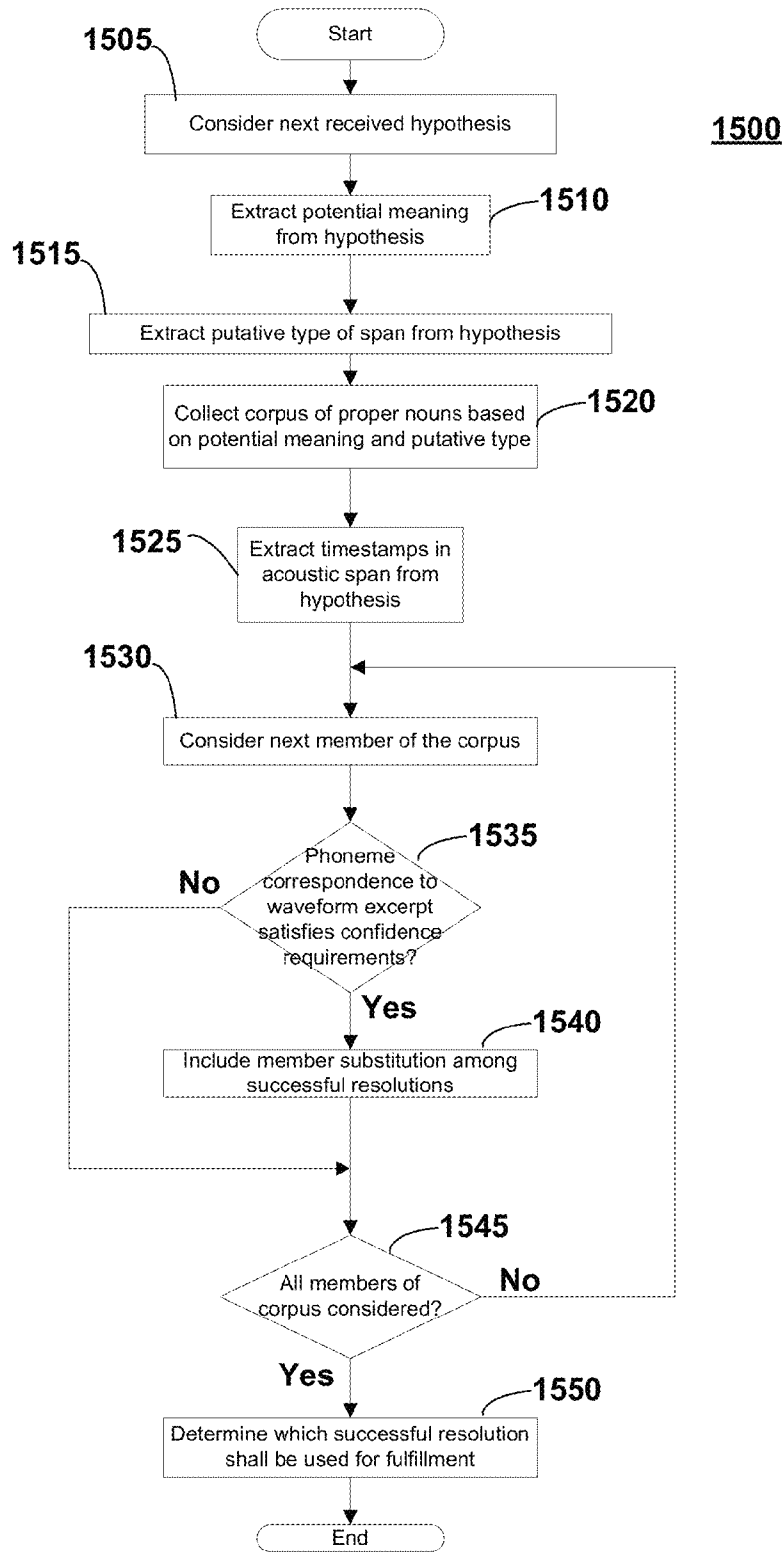 Start
1505
Consider next received hypothesis
1500
Extract potential meaning
from hypothesis
1510
1515
Extract putative type of span from hypothesis
Collect corpus of proper nouns based
on potential meaning and putative type
1520
1525
Extract timestamps in
acoustic span from
hypothesis
1530
Consider next member of the corpus
1535
Phoneme
correspondence to
waveform excerpt
satisfies confidence
requirements?
No
Yes
1540
Include member substitution among
successful resolutions
1545
All members of
corpus considered?
No
Yes
1550
Determine which successful resolution
shall be used for fulfillment
End